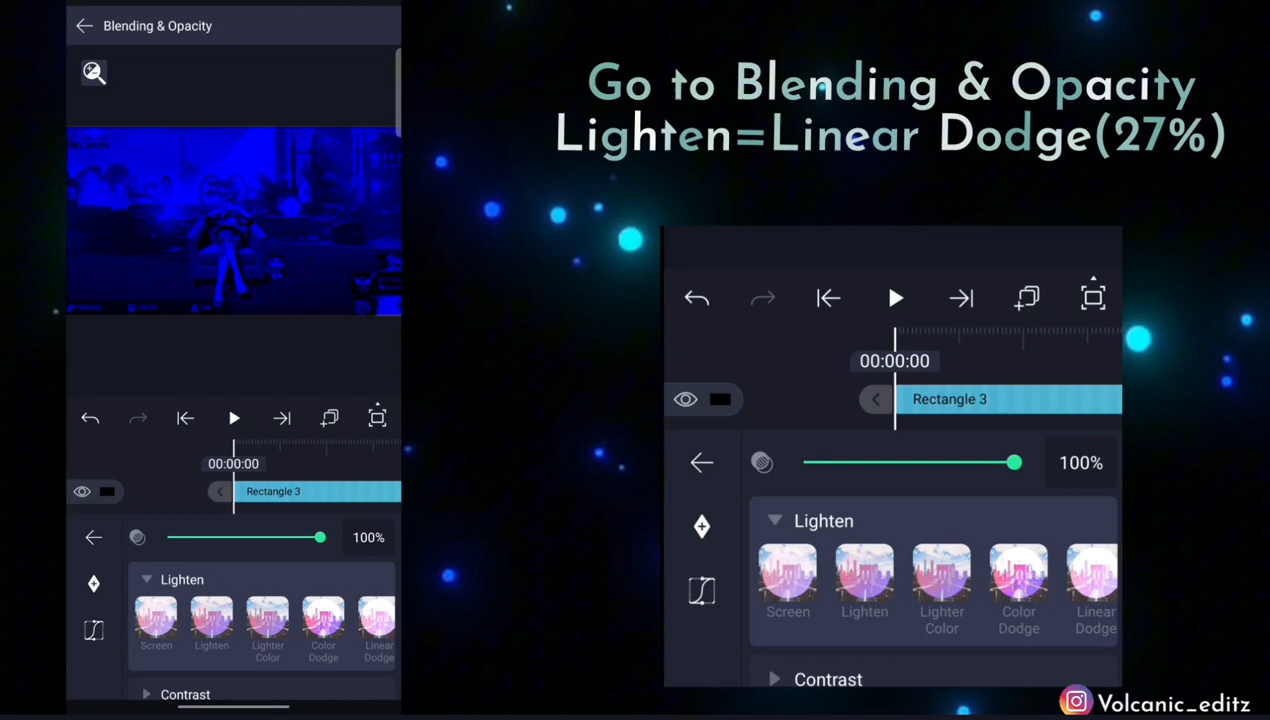 Blending & Opacity
00:00:00
Rectangle 3
100%
Lighten
Screen Lighten Lighter Color Color Dodge Linear Dodge
Contrast
Go to Blending & Opacity
Lighten=Linear Dodge(27%)
00:00:00
Rectangle 3
100%
Lighten
Screen Lighten Lighter Color Color Dodge Linear Dodge
Contrast
Volcanic_editz